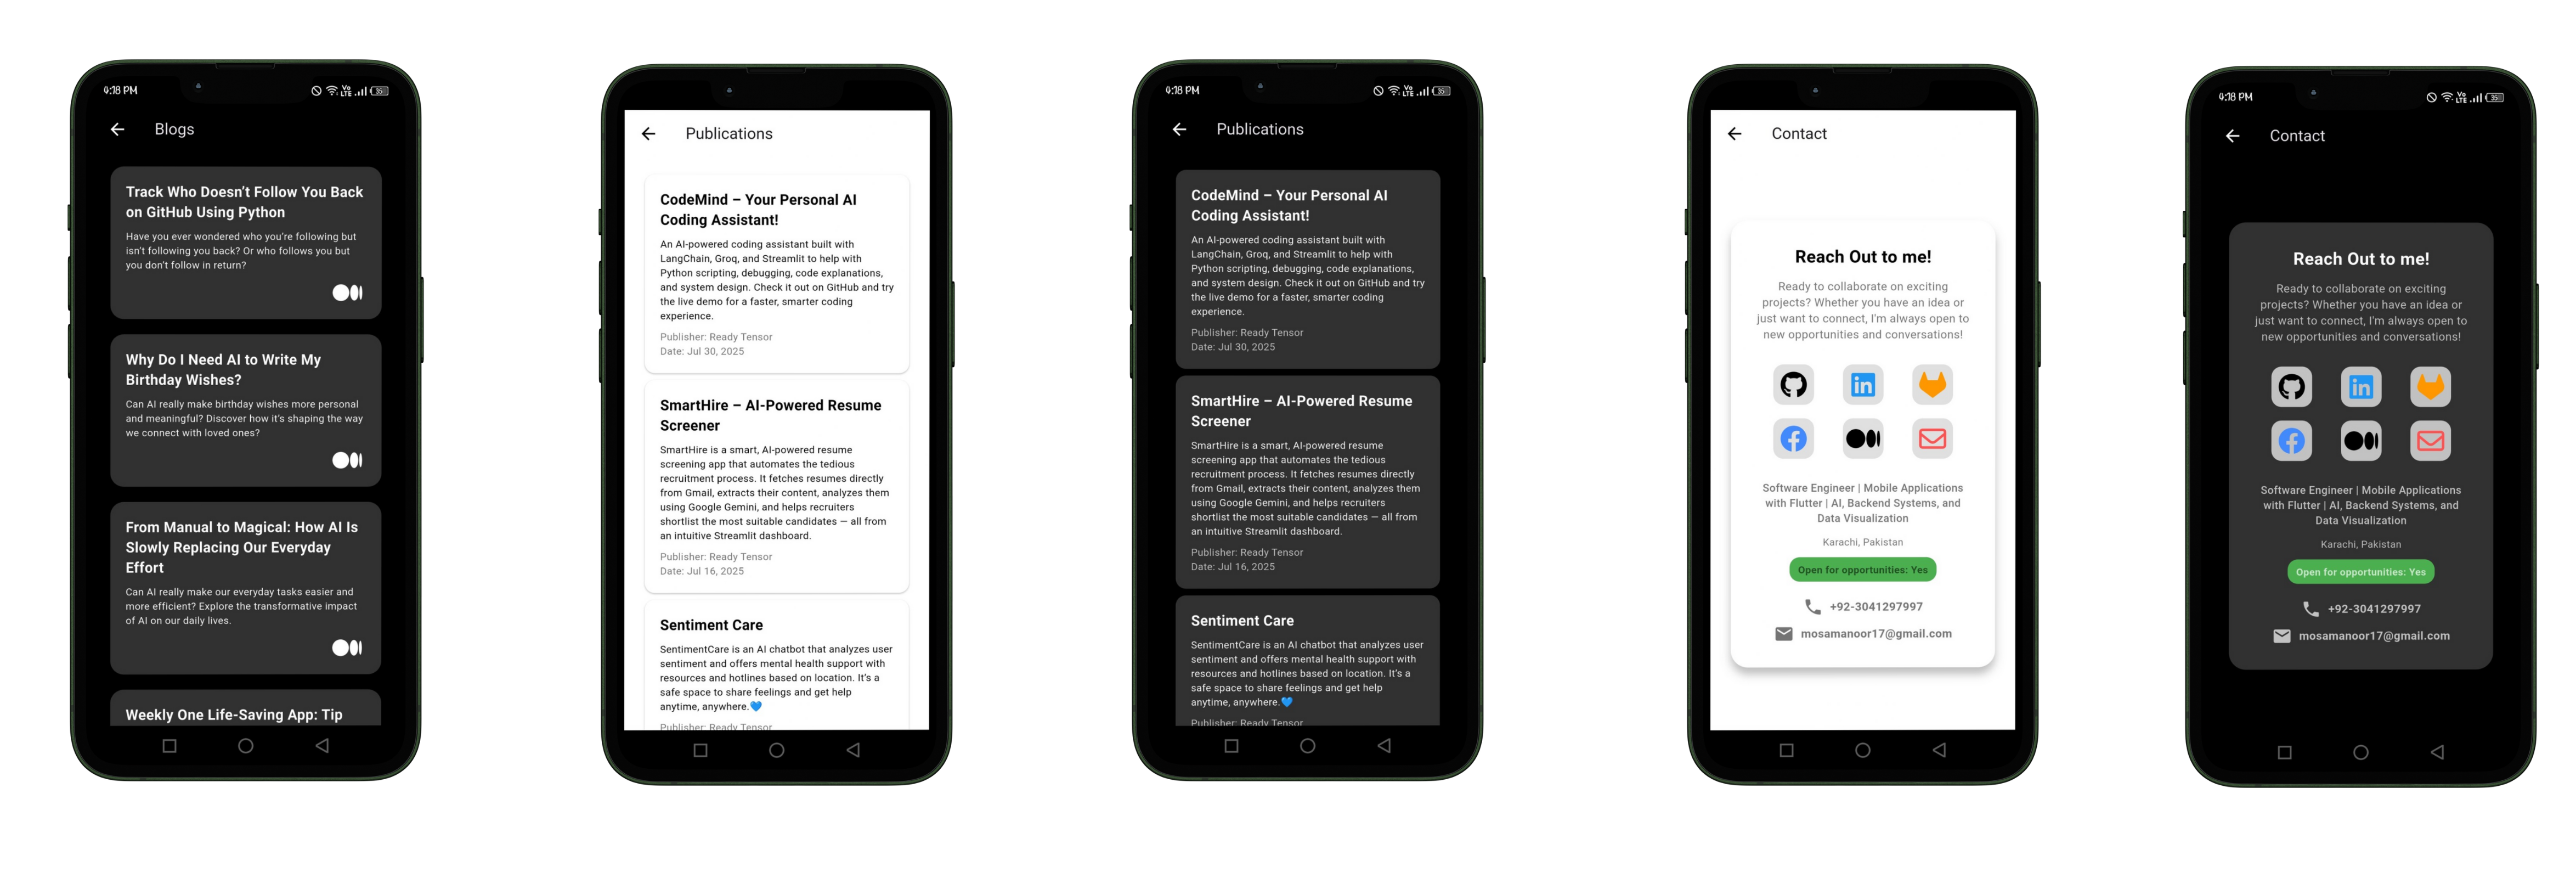 9:18 PM
Vo
LTE
35
Blogs
Track Who Doesn't Follow You Back
on GitHub Using Python
Have you ever wondered who you're following but
isn't following you back? Or who follows you but
you don't follow in return?
Why Do I Need AI to Write My
Birthday Wishes?
Can AI really make birthday wishes more personal
and meaningful? Discover how it's shaping the way
we connect with loved ones?
From Manual to Magical: How AI Is
Slowly Replacing Our Everyday
Effort
Can AI really make our everyday tasks easier and
more efficient? Explore the transformative impact
of AI on our daily lives.
Weekly One Life-Saving App: Tip
Publications
CodeMind – Your Personal AI
Coding Assistant!
An AI-powered coding assistant built with
LangChain, Groq, and Streamlit to help with
Python scripting, debugging, code explanations,
and system design. Check it out on GitHub and try
the live demo for a faster, smarter coding
experience.
Publisher: Ready Tensor
Date: Jul 30, 2025
SmartHire – AI-Powered Resume
Screener
SmartHire is a smart, AI-powered resume
screening app that automates the tedious
recruitment process. It fetches resumes directly
from Gmail, extracts their content, analyzes them
using Google Gemini, and helps recruiters
shortlist the most suitable candidates — all from
an intuitive Streamlit dashboard.
Publisher: Ready Tensor
Date: Jul 16, 2025
Sentiment Care
SentimentCare is an AI chatbot that analyzes user
sentiment and offers mental health support with
resources and hotlines based on location. It's a
safe space to share feelings and get help
anytime, anywhere.💙
Publisher: Ready Tensor
9:18 PM
Vo
LTE
35
Publications
CodeMind – Your Personal AI
Coding Assistant!
An AI-powered coding assistant built with
LangChain, Groq, and Streamlit to help with
Python scripting, debugging, code explanations,
and system design. Check it out on GitHub and try
the live demo for a faster, smarter coding
experience.
Publisher: Ready Tensor
Date: Jul 30, 2025
SmartHire – AI-Powered Resume
Screener
SmartHire is a smart, AI-powered resume
screening app that automates the tedious
recruitment process. It fetches resumes directly
from Gmail, extracts their content, analyzes them
using Google Gemini, and helps recruiters
shortlist the most suitable candidates — all from
an intuitive Streamlit dashboard.
Publisher: Ready Tensor
Date: Jul 16, 2025
Sentiment Care
SentimentCare is an AI chatbot that analyzes user
sentiment and offers mental health support with
resources and hotlines based on location. It's a
safe space to share feelings and get help
anytime, anywhere.💙
Publisher: Ready Tensor
Contact
Reach Out to me!
Ready to collaborate on exciting
projects? Whether you have an idea or
just want to connect, I'm always open to
new opportunities and conversations!
in
Software Engineer | Mobile Applications
with Flutter | AI, Backend Systems, and
Data Visualization
Karachi, Pakistan
Open for opportunities: Yes
+92-3041297997
mosamanoor17@gmail.com
9:18 PM
Vo
LTE
35
Contact
Reach Out to me!
Ready to collaborate on exciting
projects? Whether you have an idea or
just want to connect, I'm always open to
new opportunities and conversations!
in
Software Engineer | Mobile Applications
with Flutter | AI, Backend Systems, and
Data Visualization
Karachi, Pakistan
Open for opportunities: Yes
+92-3041297997
mosamanoor17@gmail.com